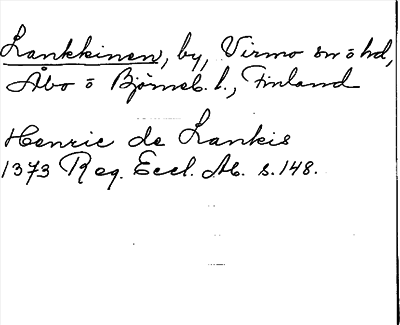 Lankkinen, by, Virmo sn o hd,
Åbo o Björneb. l., Finland
Henric de Lankis
1373 Reg. Eccl. Ab. s. 148.